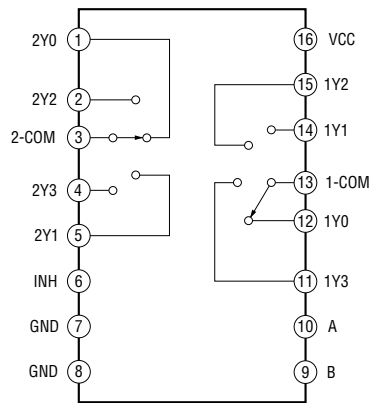 2Y0 1
2Y2 2
2-COM 3
2Y3 4
2Y1 5
INH 6
GND 7
GND 8
16 VCC
15 1Y2
14 1Y1
13 1-COM
12 1Y0
11 1Y3
10 A
9 B